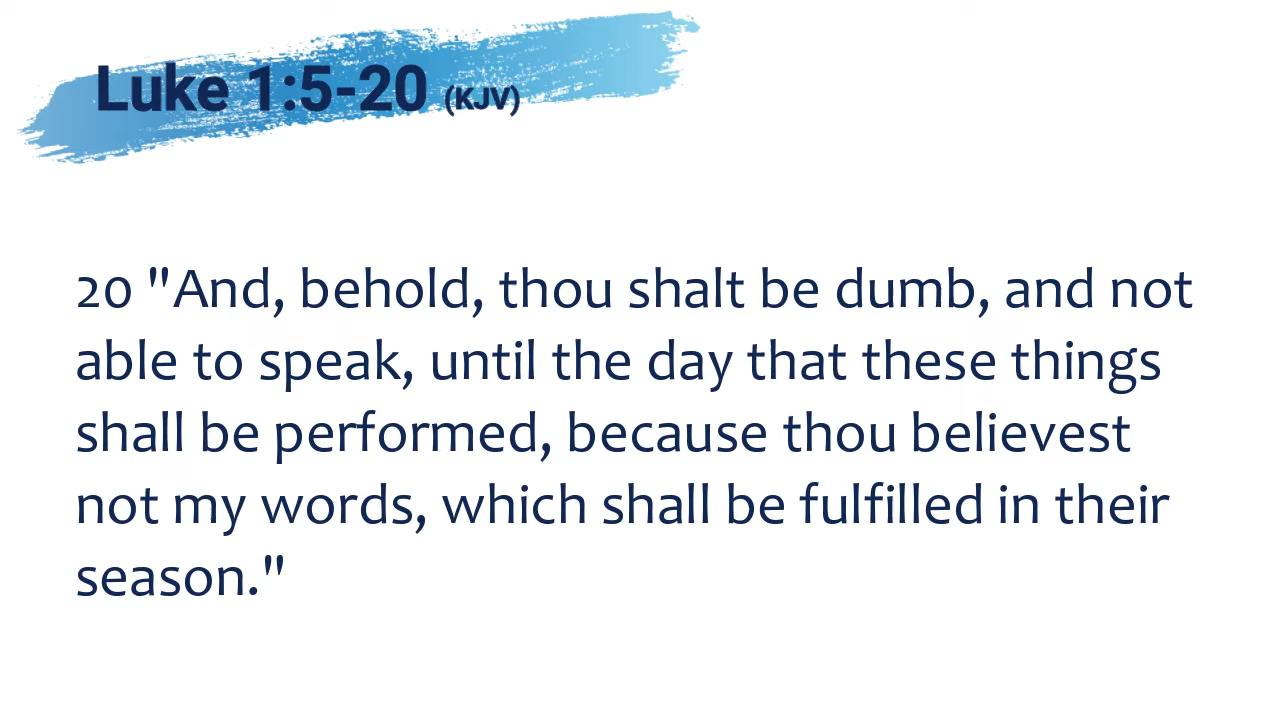 Luke 1:5-20 (KJV)
20 "And, behold, thou shalt be dumb, and not
able to speak, until the day that these things
shall be performed, because thou believest
not my words, which shall be fulfilled in their
season."